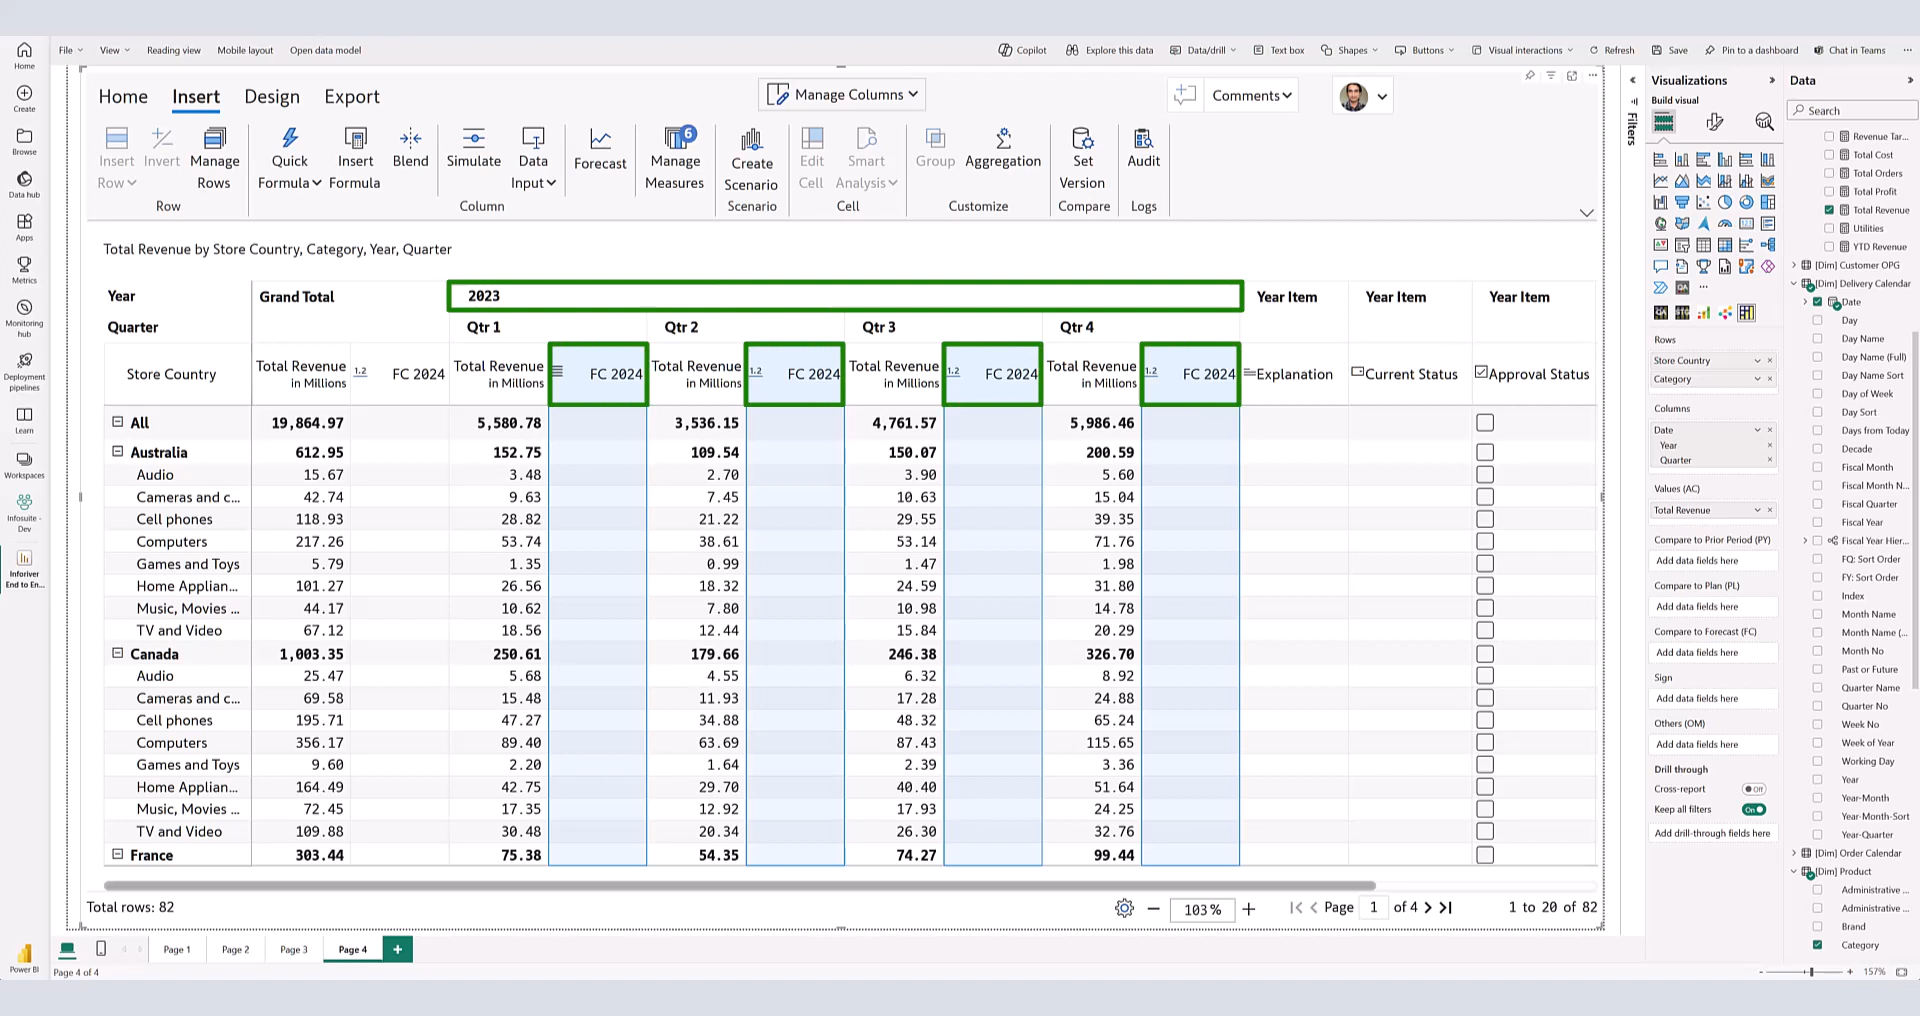 File View Reading view Mobile layout Open data model Copilot Explore this data Data/drill Text box Shapes Buttons Visual interactions Refresh Save Pin to a dashboard Chat in Teams ...
Home
Create
Browse
Data hub
Apps
Metrics
Monitoring
hub
Deployment
pipelines
Learn
Workspaces
Infosuite -
Dev
Inforiver
End to En...
Power BI
Home Insert Design Export Manage Columns Comments
Insert
Row
Invert
Manage
Rows
Row
Quick
Formula
Insert
Formula
Blend
Simulate
Data
Input
Column
Forecast
6
Manage
Measures
Create
Scenario
Scenario
Edit
Cell
Smart
Analysis
Cell
Group
Aggregation
Customize
Set
Version
Compare
Audit
Logs
Total Revenue by Store Country, Category, Year, Quarter
Year Grand Total 2023 Year Item Year Item Year Item
Quarter Qtr 1 Qtr 2 Qtr 3 Qtr 4
Store Country Total Revenue in Millions 1.2 FC 2024 Total Revenue in Millions FC 2024 Total Revenue in Millions 1.2 FC 2024 Total Revenue in Millions 1.2 FC 2024 Total Revenue in Millions 1.2 FC 2024 Explanation Current Status Approval Status
All 19,864.97 5,580.78 3,536.15 4,761.57 5,986.46
Australia 612.95 152.75 109.54 150.07 200.59
Audio 15.67 3.48 2.70 3.90 5.60
Cameras and c... 42.74 9.63 7.45 10.63 15.04
Cell phones 118.93 28.82 21.22 29.55 39.35
Computers 217.26 53.74 38.61 53.14 71.76
Games and Toys 5.79 1.35 0.99 1.47 1.98
Home Applian... 101.27 26.56 18.32 24.59 31.80
Music, Movies ... 44.17 10.62 7.80 10.98 14.78
TV and Video 67.12 18.56 12.44 15.84 20.29
Canada 1,003.35 250.61 179.66 246.38 326.70
Audio 25.47 5.68 4.55 6.32 8.92
Cameras and c... 69.58 15.48 11.93 17.28 24.88
Cell phones 195.71 47.27 34.88 48.32 65.24
Computers 356.17 89.40 63.69 87.43 115.65
Games and Toys 9.60 2.20 1.64 2.39 3.36
Home Applian... 164.49 42.75 29.70 40.40 51.64
Music, Movies ... 72.45 17.35 12.92 17.93 24.25
TV and Video 109.88 30.48 20.34 26.30 32.76
France 303.44 75.38 54.35 74.27 99.44
Total rows: 82 103% Page 1 of 4 1 to 20 of 82
Page 1 Page 2 Page 3 Page 4 +
Page 4 of 4 157%
Filters
Visualizations
Build visual
...
Rows
Store Country
Category
Columns
Date
Year
Quarter
Values (AC)
Total Revenue
Compare to Prior Period (PY)
Add data fields here
Compare to Plan (PL)
Add data fields here
Compare to Forecast (FC)
Add data fields here
Sign
Add data fields here
Others (OM)
Add data fields here
Drill through
Cross-report Off
Keep all filters On
Add drill-through fields here
Data
Search
Revenue Tar...
Total Cost
Total Orders
Total Profit
Total Revenue
Utilities
YTD Revenue
[Dim] Customer OPG
[Dim] Delivery Calendar
Date
Day
Day Name
Day Name (Full)
Day Name Sort
Day of Week
Day Sort
Days from Today
Decade
Fiscal Month
Fiscal Month N...
Fiscal Quarter
Fiscal Year
Fiscal Year Hier...
FQ: Sort Order
FY: Sort Order
Index
Month Name
Month Name (...
Month No
Past or Future
Quarter Name
Quarter No
Week No
Week of Year
Working Day
Year
Year-Month
Year-Month-Sort
Year-Quarter
[Dim] Order Calendar
[Dim] Product
Administrative ...
Administrative ...
Brand
Category